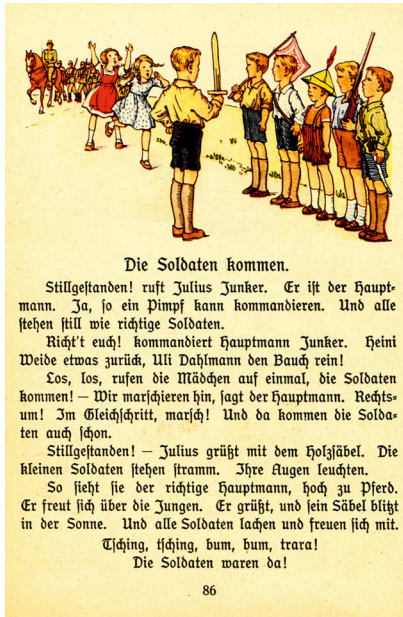 Die Soldaten kommen.
Stillgestanden! ruft Julius Junker. Er ist der Haupt-
mann. Ja, so ein Pimpf kann kommandieren. Und alle
stehen still wie richtige Soldaten.
Richt't euch! kommandiert Hauptmann Junker. Heini
Weide etwas zurück, Uli Dahlmann den Bauch rein!
Los, los, rufen die Mädchen auf einmal, die Soldaten
kommen! — Wir marschieren hin, sagt der Hauptmann. Rechts-
um! Im Gleichschritt, marsch! Und da kommen die Solda-
ten auch schon.
Stillgestanden! — Julius grüßt mit dem Holzsäbel. Die
kleinen Soldaten stehen stramm. Ihre Augen leuchten.
So sieht sie der richtige Hauptmann, hoch zu Pferd.
Er freut sich über die Jungen. Er grüßt, und sein Säbel blitzt
in der Sonne. Und alle Soldaten lachen und freuen sich mit.
Tsching, tsching, bum, bum, trara!
Die Soldaten waren da!
86